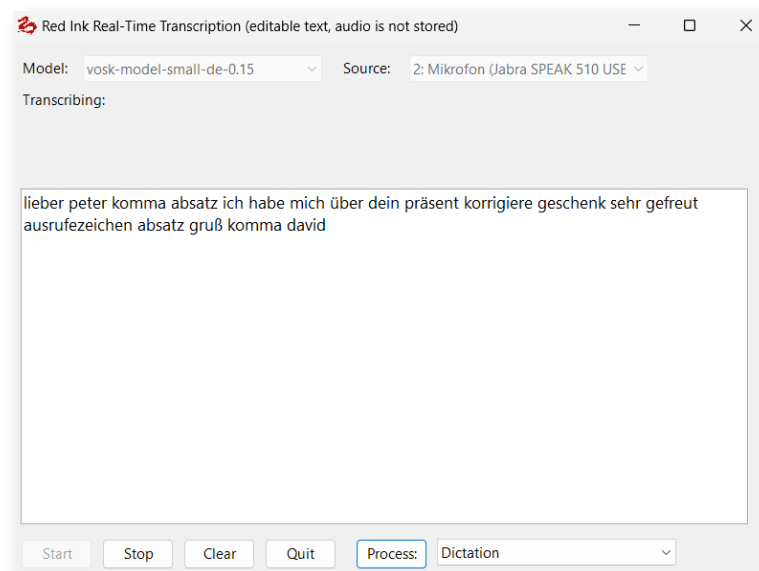 Red Ink Real-Time Transcription (editable text, audio is not stored)
Model: vosk-model-small-de-0.15 Source: 2: Mikrofon (Jabra SPEAK 510 USB
Transcribing:
lieber peter komma absatz ich habe mich über dein präsent korrigiere geschenk sehr gefreut
ausrufezeichen absatz gruß komma david
Start Stop Clear Quit Process: Dictation